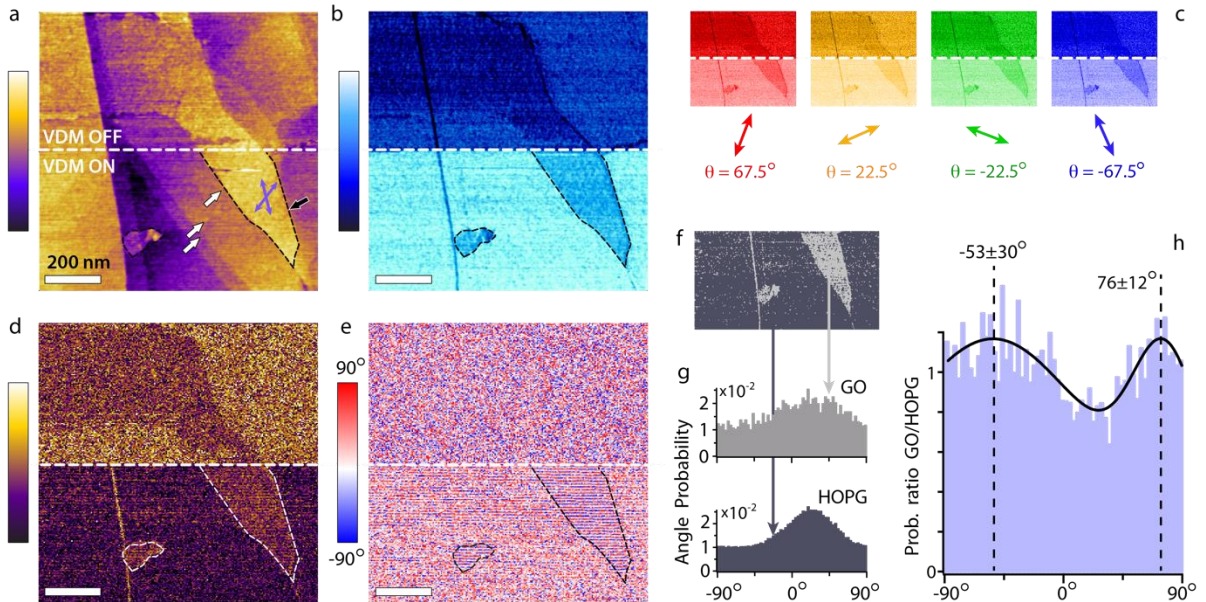 a
VDM OFF
VDM ON
200 nm
b
c
θ = 67.5°
θ = 22.5°
θ = -22.5°
θ = -67.5°
d
e
90°
-90°
f
g
×10⁻²
GO
2
1
0
Angle Probability
×10⁻²
HOPG
2
1
0
-90°
0°
90°
h
-53±30°
76±12°
Prob. ratio GO/HOPG
1
0
-90°
0°
90°